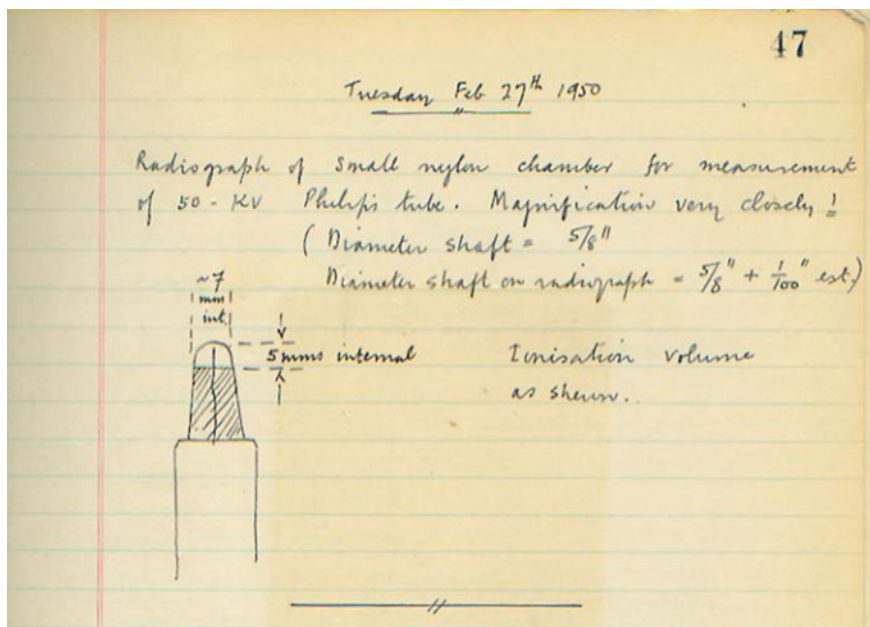 47
Tuesday Feb 27th 1950
Radiograph of small nylon chamber for measurement
of 50-KV Philips tube. Magnification very closely 1
(Diameter shaft = 5/8"
Diameter shaft on radiograph = 5/8" + 1/100" est.)
~7
mm
int.
5 mms internal
Ionisation volume
as shewn.